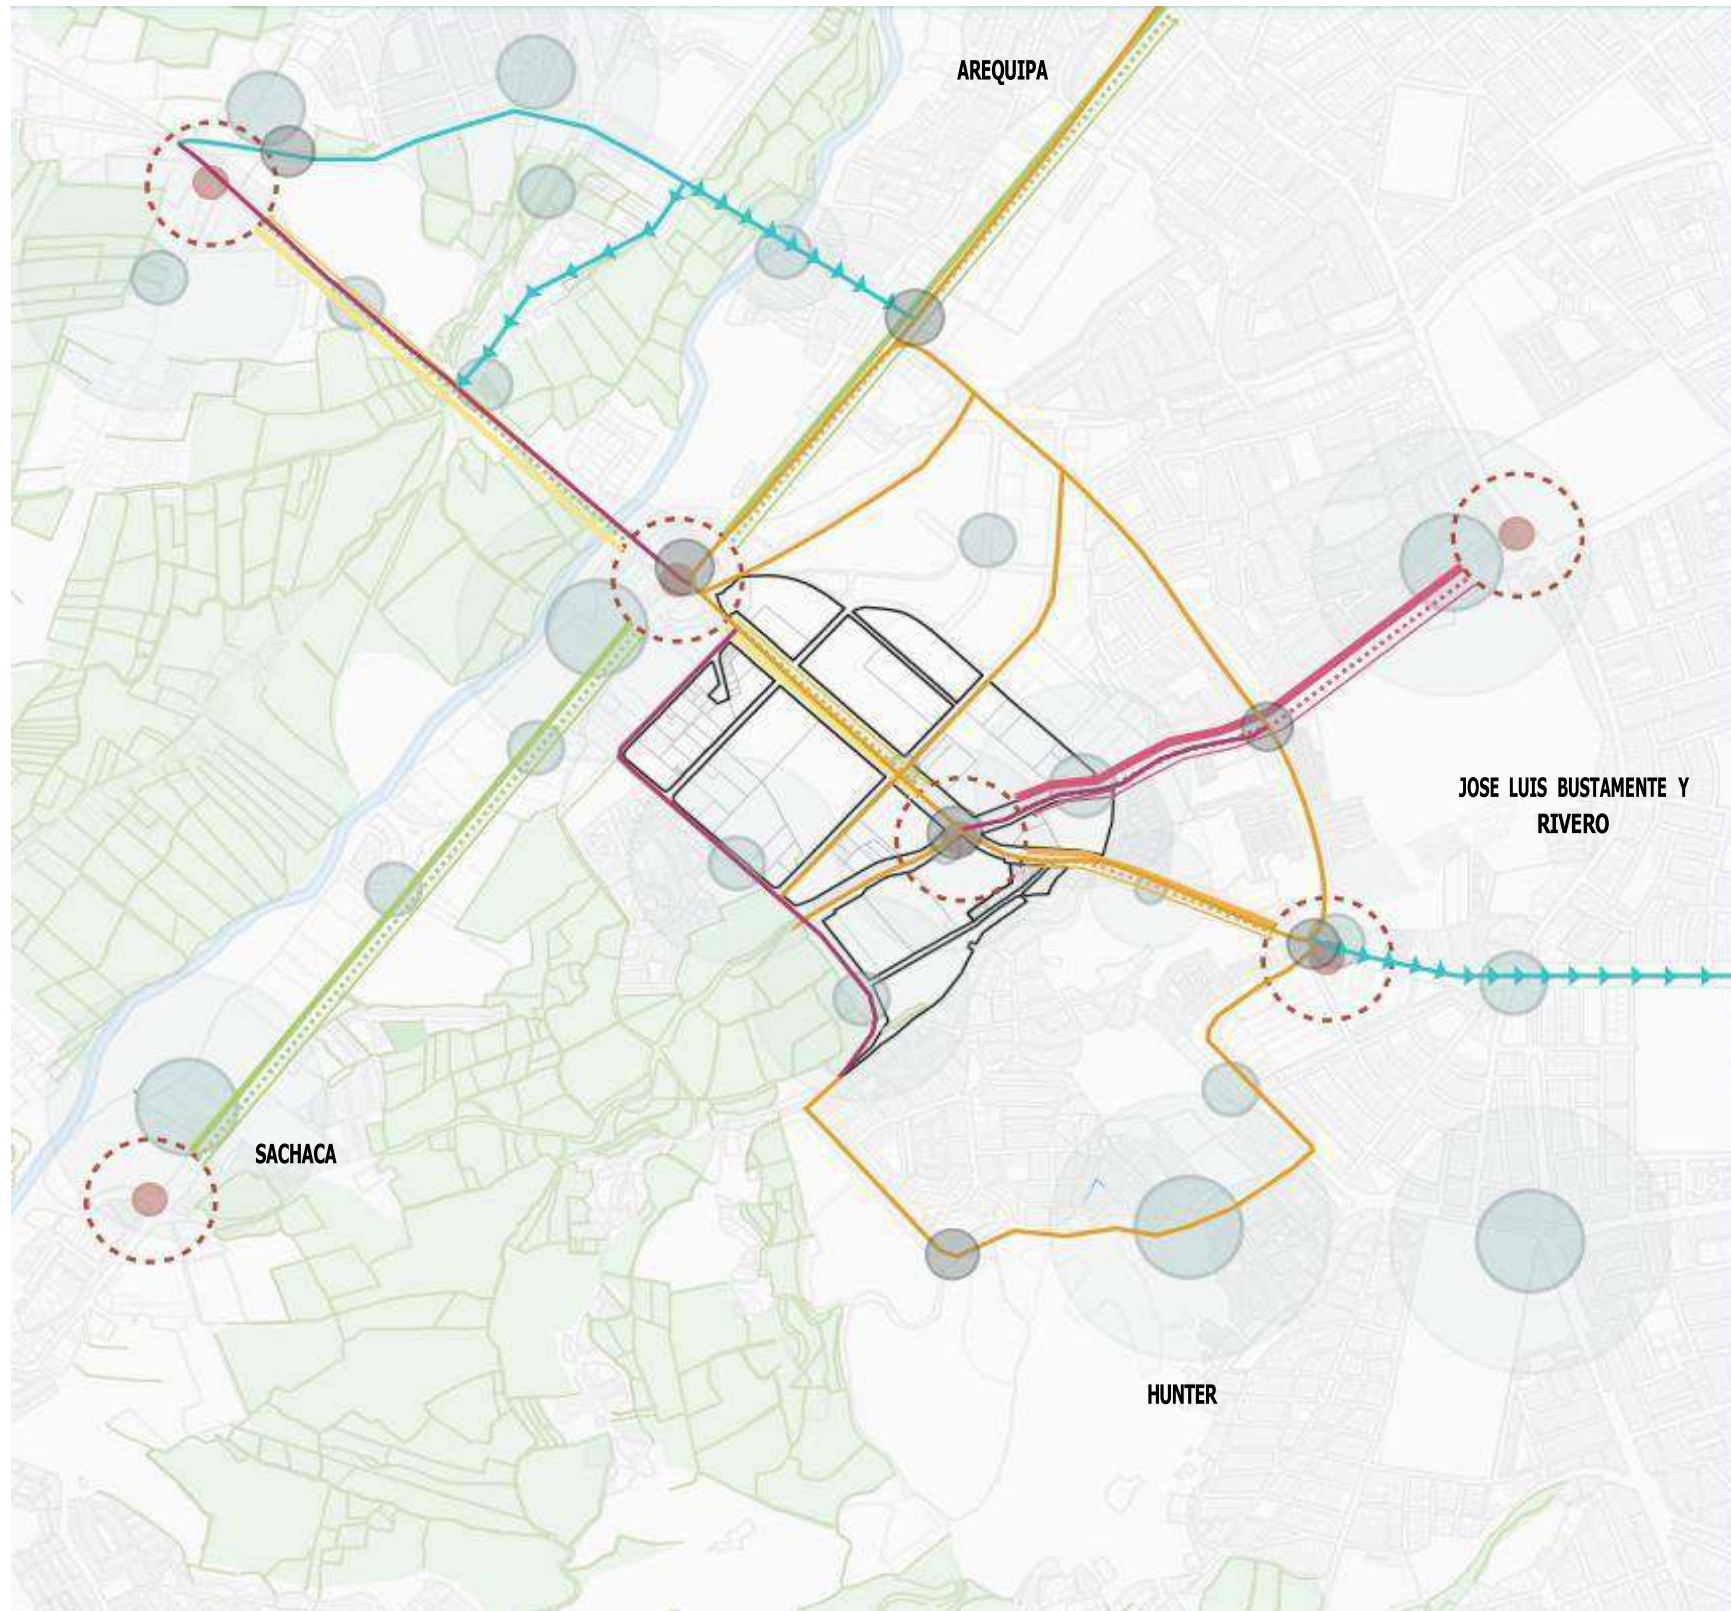 AREQUIPA
JOSE LUIS BUSTAMENTE Y
RIVERO
SACHACA
HUNTER